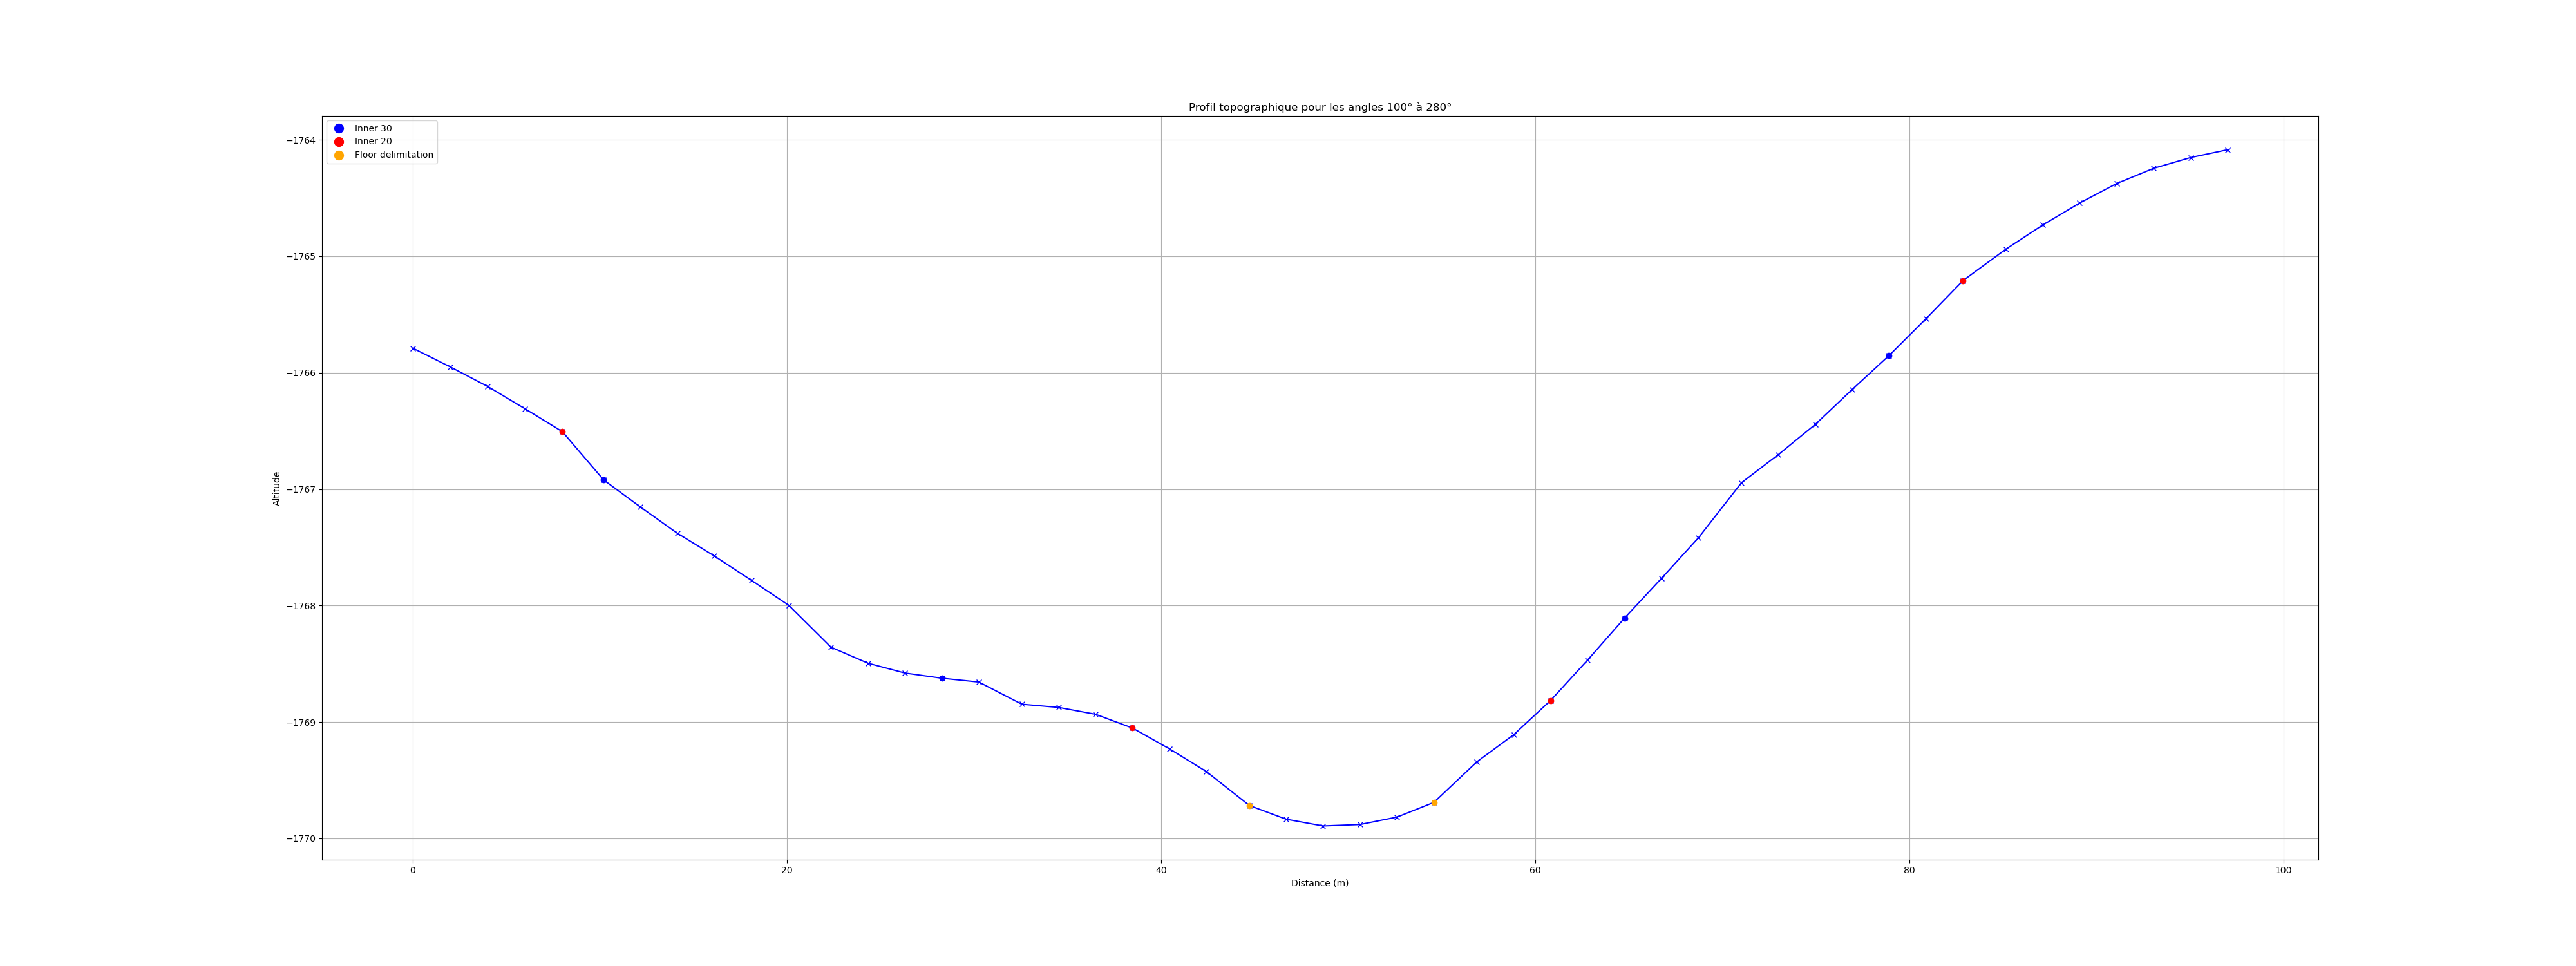 Profil topographique pour les angles 100° à 280°
Inner 30
Inner 20
Floor delimitation
−1764
−1765
−1766
−1767
−1768
−1769
−1770
Altitude
0 20 40 60 80 100
Distance (m)